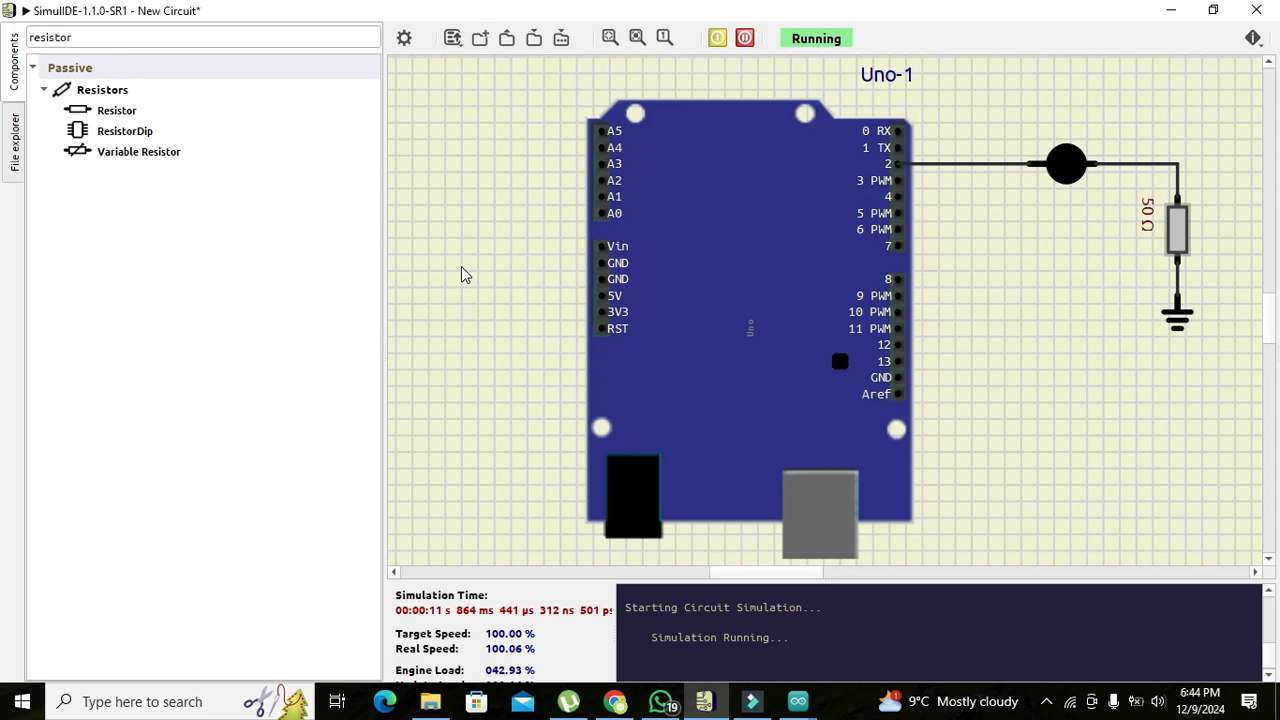 SimulIDE-1.1.0-SR1 - New Circuit*
resistor
Components
File explorer
Passive
Resistors
Resistor
ResistorDip
Variable Resistor
1
Running
Uno-1
A5
A4
A3
A2
A1
A0
Vin
GND
GND
5V
3V3
RST
Uno
0 RX
1 TX
2
3 PWM
4
5 PWM
6 PWM
7
8
9 PWM
10 PWM
11 PWM
12
13
GND
Aref
50 Ω
Simulation Time:
00:00:11 s 864 ms 441 µs 312 ns 501 ps
Target Speed: 100.00 %
Real Speed: 100.06 %
Engine Load: 042.93 %
Starting Circuit Simulation...
Simulation Running...
Type here to search
19
1
9°C Mostly cloudy
6:44 PM
12/9/2024